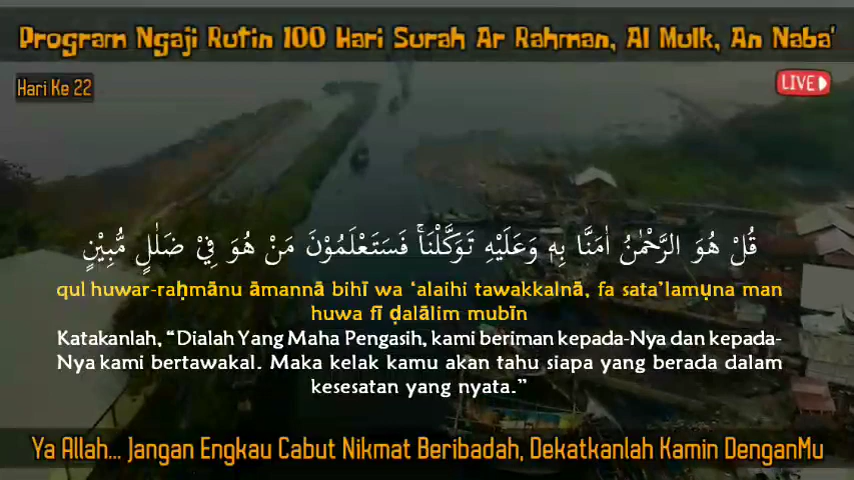 Program Ngaji Rutin 100 Hari Surah Ar Rahman, Al Mulk, An Naba'
Hari Ke 22
LIVE
قُلْ هُوَ الرَّحْمٰنُ اٰمَنَّا بِهٖ وَعَلَيْهِ تَوَكَّلْنَاۚ فَسَتَعْلَمُوْنَ مَنْ هُوَ فِيْ ضَلٰلٍ مُّبِيْنٍ
qul huwar-raḥmānu āmannā bihī wa ‘alaihi tawakkalnā, fa sata’lamụna man
huwa fī ḍalālim mubīn
Katakanlah, “Dialah Yang Maha Pengasih, kami beriman kepada-Nya dan kepada-
Nya kami bertawakal. Maka kelak kamu akan tahu siapa yang berada dalam
kesesatan yang nyata.”
Ya Allah... Jangan Engkau Cabut Nikmat Beribadah, Dekatkanlah Kamin DenganMu